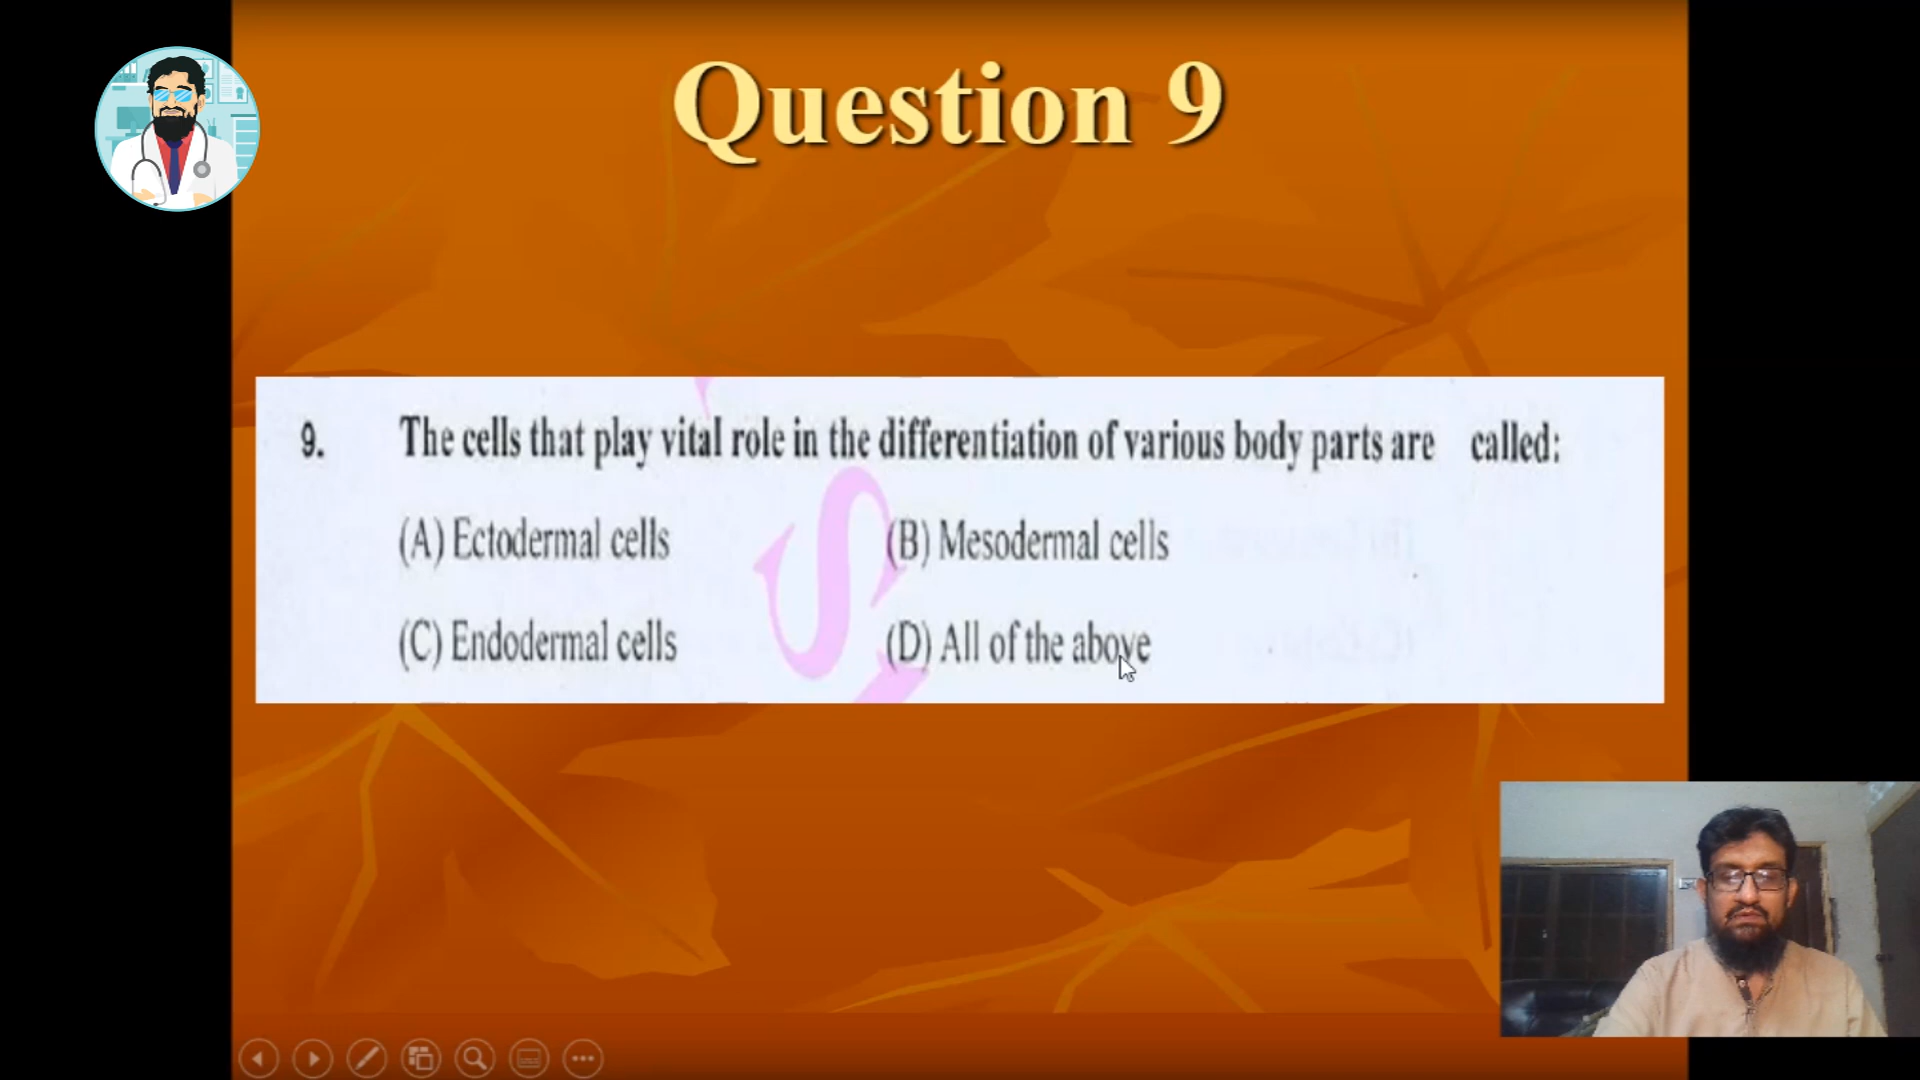 Question 9
9. The cells that play vital role in the differentiation of various body parts are called:
(A) Ectodermal cells (B) Mesodermal cells
(C) Endodermal cells (D) All of the above